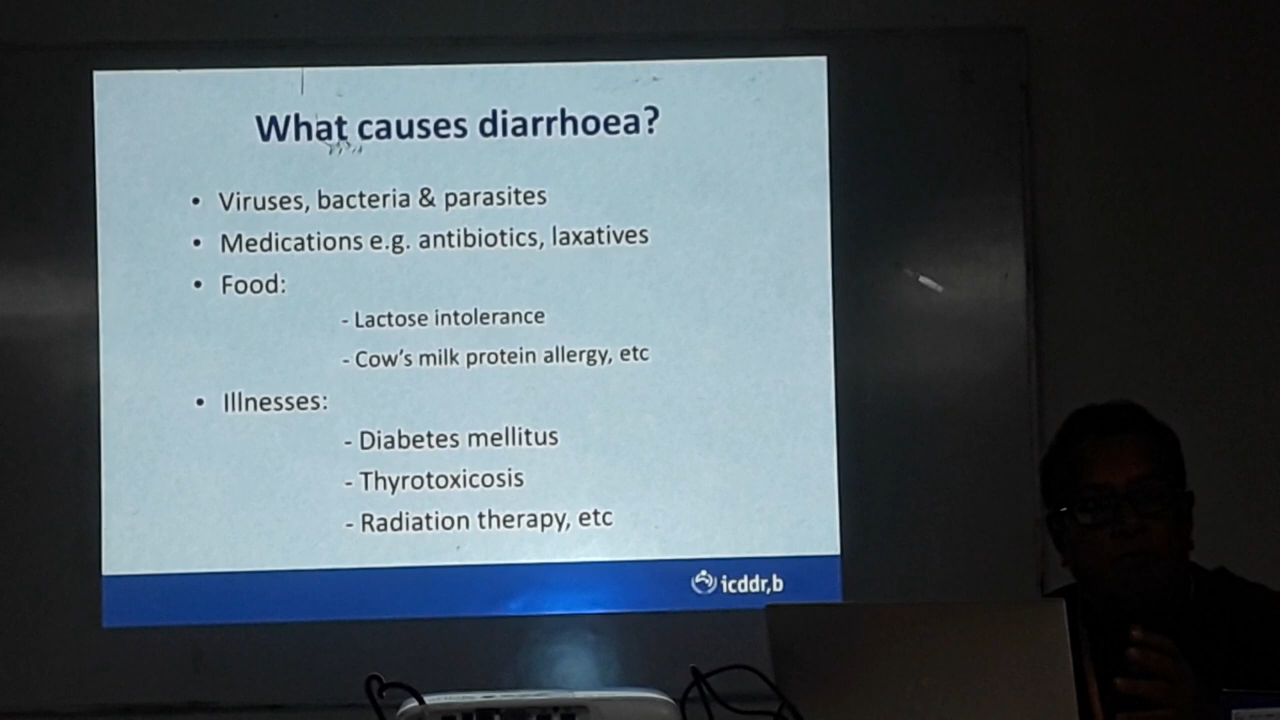 What causes diarrhoea?
• Viruses, bacteria & parasites
• Medications e.g. antibiotics, laxatives
• Food:
- Lactose intolerance
- Cow's milk protein allergy, etc
• Illnesses:
- Diabetes mellitus
- Thyrotoxicosis
- Radiation therapy, etc
icddr,b